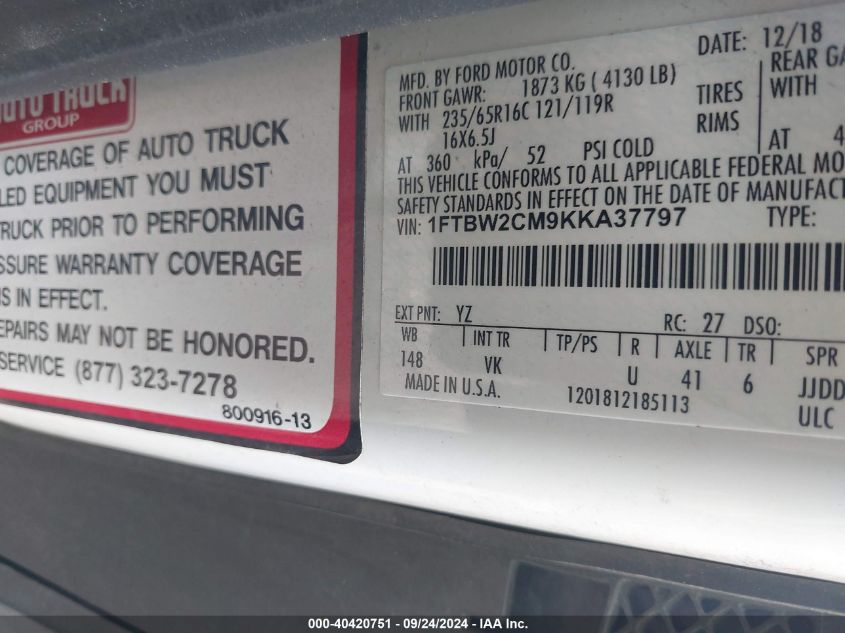 AUTO TRUCK
GROUP
COVERAGE OF AUTO TRUCK
LED EQUIPMENT YOU MUST
TRUCK PRIOR TO PERFORMING
SSURE WARRANTY COVERAGE
S IN EFFECT.
EPAIRS MAY NOT BE HONORED.
SERVICE (877) 323-7278
800916-13
DATE: 12/18
MFD. BY FORD MOTOR CO.
FRONT GAWR: 1873 KG ( 4130 LB)
REAR GA
WITH 235/65R16C 121/119R TIRES WITH
16X6.5J RIMS
AT 360 kPa/ 52 PSI COLD AT 4
THIS VEHICLE CONFORMS TO ALL APPLICABLE FEDERAL MO
SAFETY STANDARDS IN EFFECT ON THE DATE OF MANUFACT
VIN: 1FTBW2CM9KKA37797 TYPE:
EXT PNT: YZ RC: 27 DSO:
WB INT TR TP/PS R AXLE TR SPR
148 VK U 41 6 JJDD
MADE IN U.S.A. 1201812185113 ULC
000-40420751 - 09/24/2024 - IAA Inc.